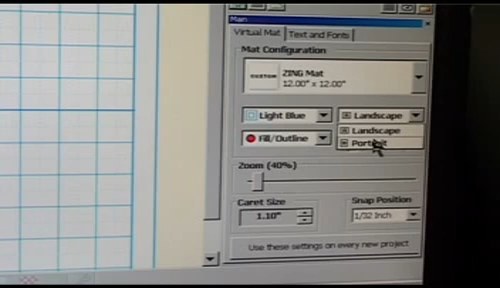 Main
Virtual Mat Text and Fonts
Mat Configuration
CUSTOM
ZING Mat
12.00" x 12.00"
Light Blue Landscape
Landscape
Fill/Outline Portrait
Zoom (40%)
Caret Size Snap Position
1.10" 1/32 Inch
Use these settings on every new project